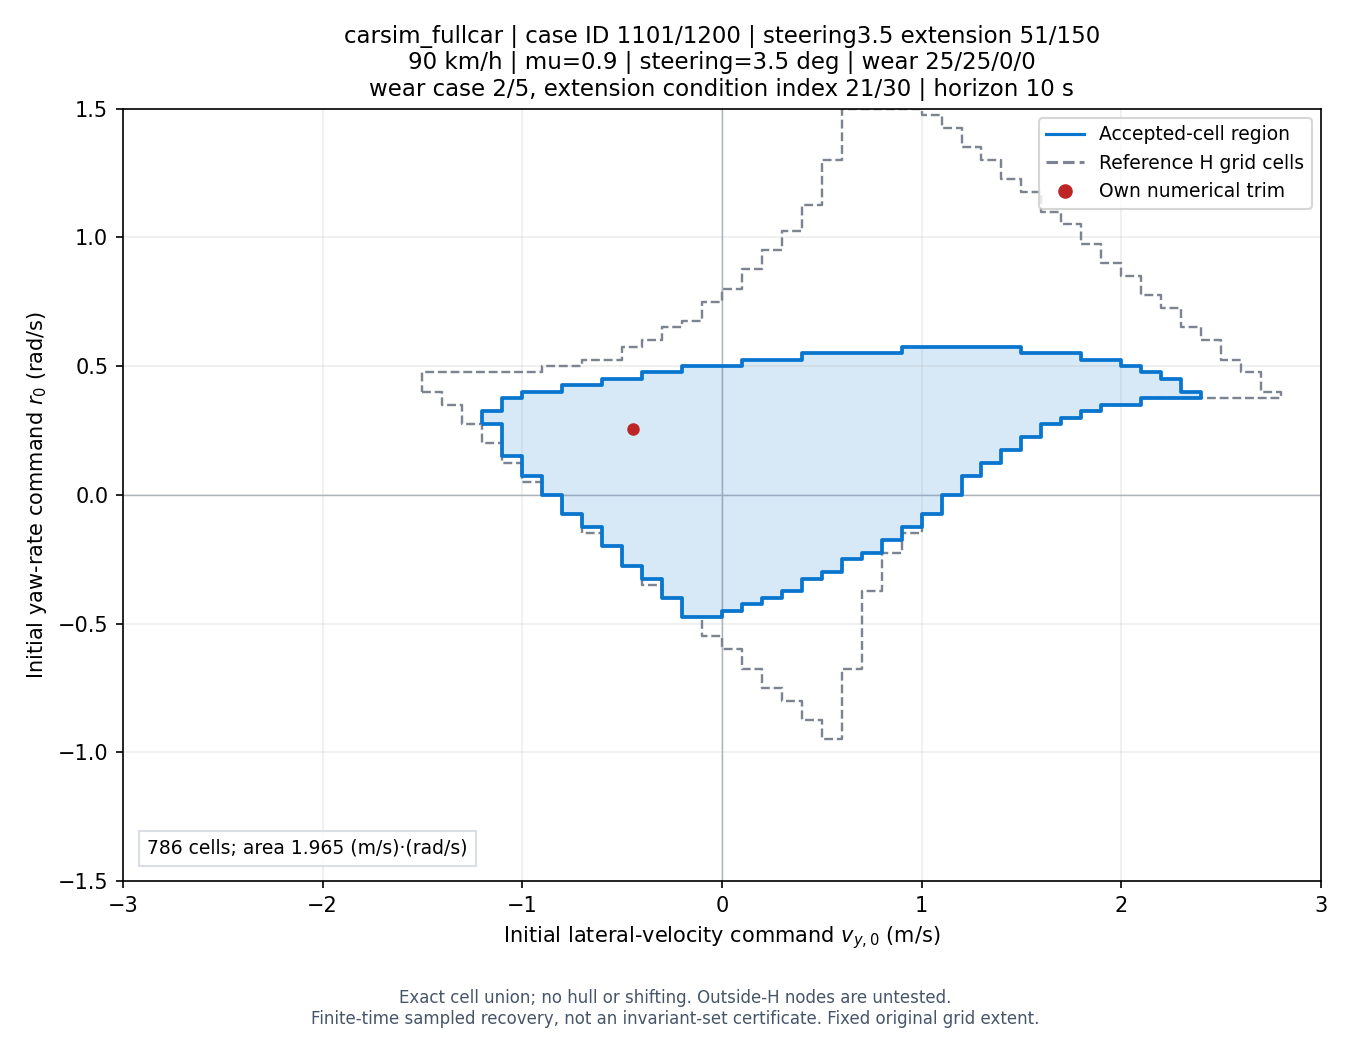 carsim_fullcar | case ID 1101/1200 | steering3.5 extension 51/150
90 km/h | mu=0.9 | steering=3.5 deg | wear 25/25/0/0
wear case 2/5, extension condition index 21/30 | horizon 10 s
Accepted-cell region
Reference H grid cells
Own numerical trim
1.5
1.0
0.5
0.0
−0.5
−1.0
−1.5
Initial yaw-rate command r0 (rad/s)
786 cells; area 1.965 (m/s)·(rad/s)
−3 −2 −1 0 1 2 3
Initial lateral-velocity command vy,0 (m/s)
Exact cell union; no hull or shifting. Outside-H nodes are untested.
Finite-time sampled recovery, not an invariant-set certificate. Fixed original grid extent.